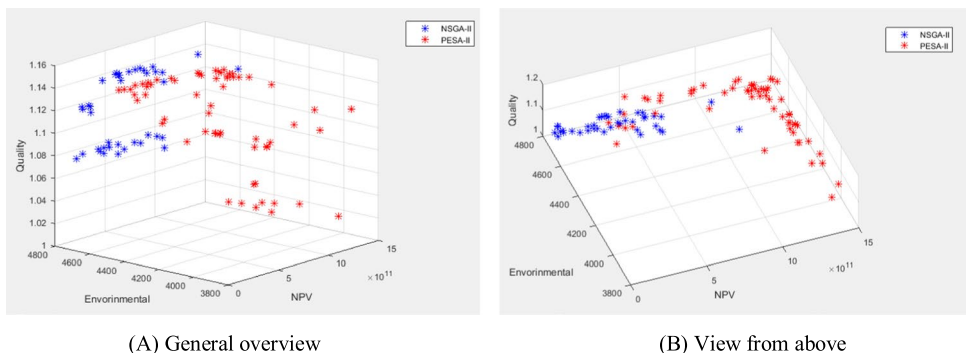 NSGA-II
PESA-II
1.16
1.14
1.12
1.1
1.08
1.06
1.04
1.02
1
Quality
4800
4600
4400
4200
4000
3800
Envorinmental
0
5
10
15
× 10^11
NPV
(A) General overview
NSGA-II
PESA-II
1.2
1.1
1
Quality
4800
4600
4400
4200
4000
3800
Envorinmental
0
5
10
15
× 10^11
NPV
(B) View from above